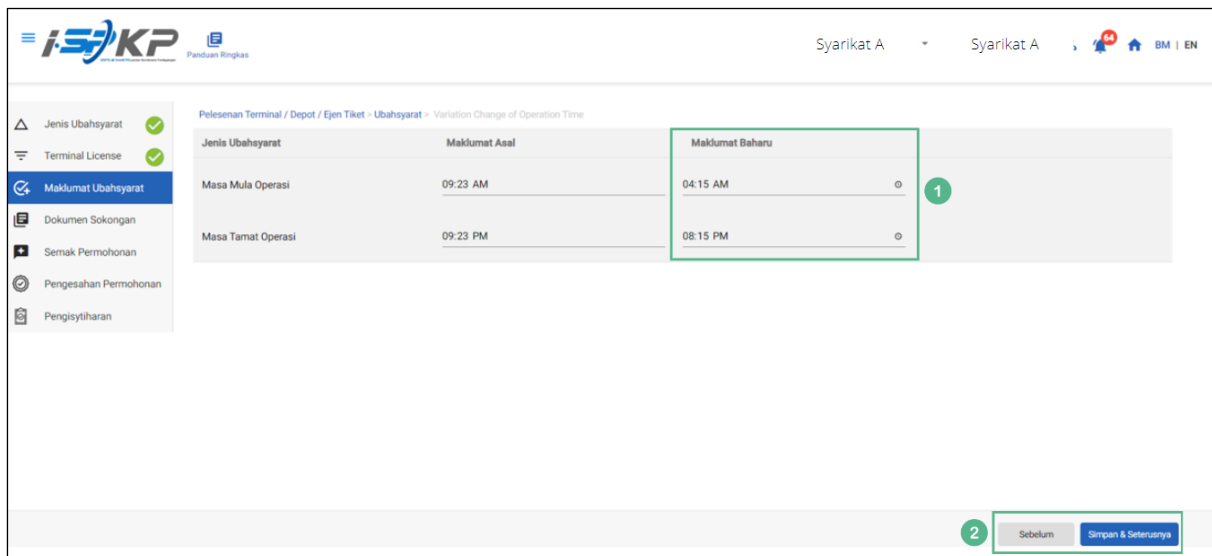 i-SPKP
Panduan Ringkas
Syarikat A
Syarikat A
64
BM | EN
Jenis Ubahsyarat
Terminal License
Maklumat Ubahsyarat
Dokumen Sokongan
Semak Permohonan
Pengesahan Permohonan
Pengisytiharan
Pelesenan Terminal / Depot / Ejen Tiket > Ubahsyarat > Variation Change of Operation Time
Jenis Ubahsyarat Maklumat Asal Maklumat Baharu
Masa Mula Operasi 09:23 AM 04:15 AM
1
Masa Tamat Operasi 09:23 PM 08:15 PM
2
Sebelum
Simpan & Seterusnya